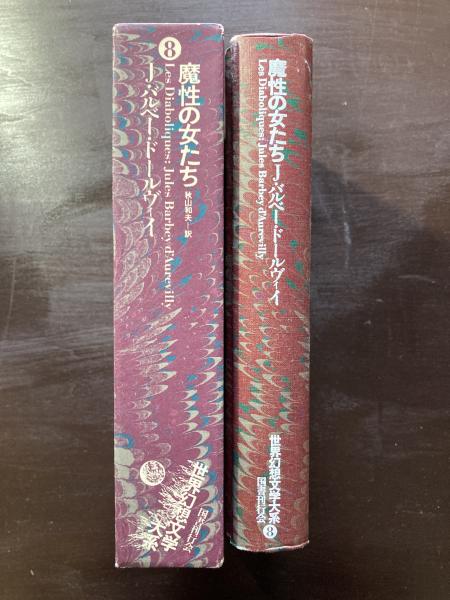 8
魔性の女たち
J・バルベー・ドールヴィイ
Les Diaboliques: Jules Barbey d'Aurevilly
秋山和夫―訳
世界幻想文学
大系
国書刊行会
魔性の女たち J・バルベー・ドールヴィイ
Les Diaboliques: Jules Barbey d'Aurevilly
世界幻想文学大系
国書刊行会 8